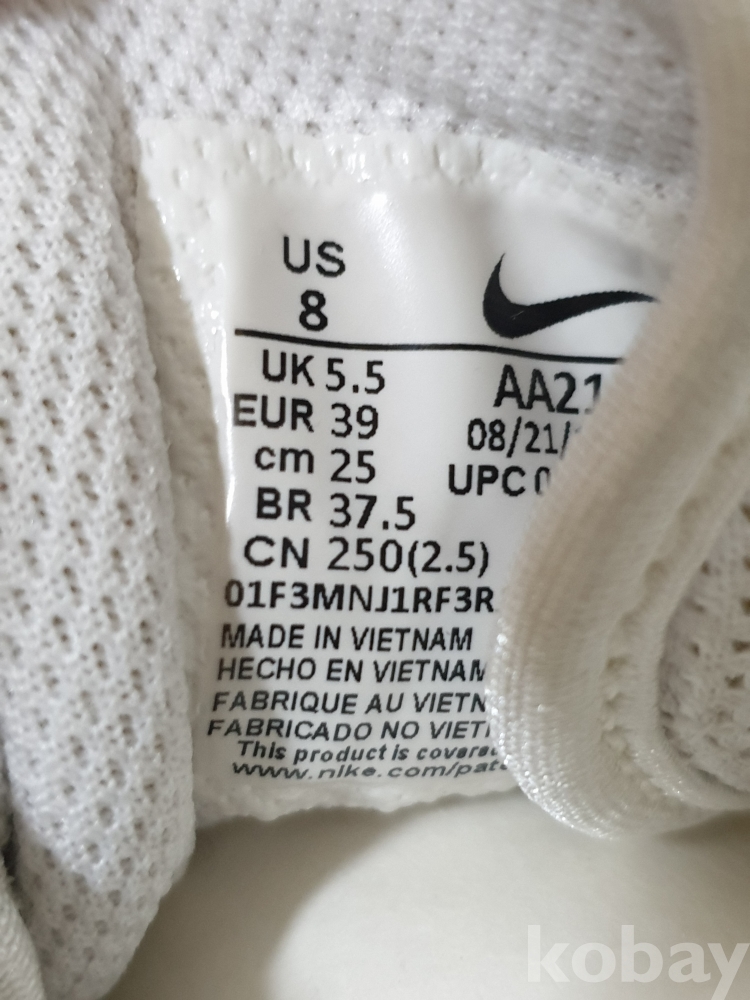 US
8
UK 5.5
EUR 39
cm 25
BR 37.5
CN 250(2.5)
AA21
08/21/
UPC 0
01F3MNJ1RF3R
MADE IN VIETNAM
HECHO EN VIETNAM
FABRIQUE AU VIETN
FABRICADO NO VIET
This product is covere
www.nike.com/pat
kobay